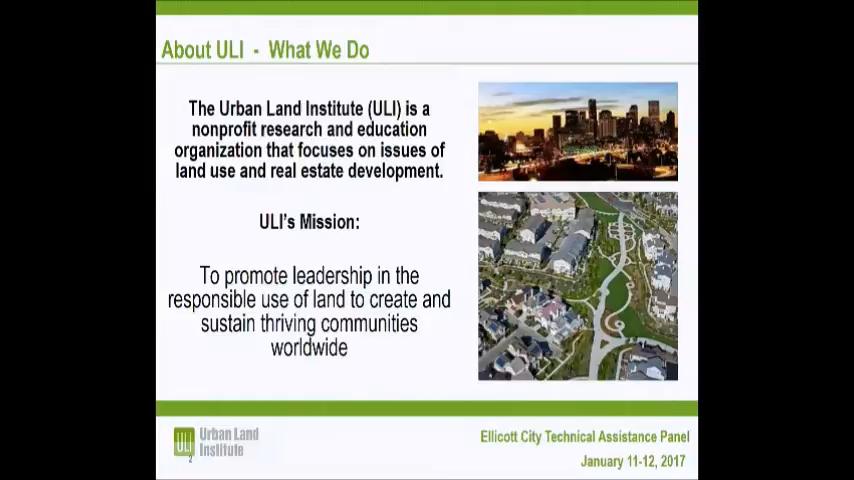 About ULI - What We Do
The Urban Land Institute (ULI) is a
nonprofit research and education
organization that focuses on issues of
land use and real estate development.
ULI's Mission:
To promote leadership in the
responsible use of land to create and
sustain thriving communities
worldwide
ULI
2
Urban Land
Institute
Ellicott City Technical Assistance Panel
January 11-12, 2017